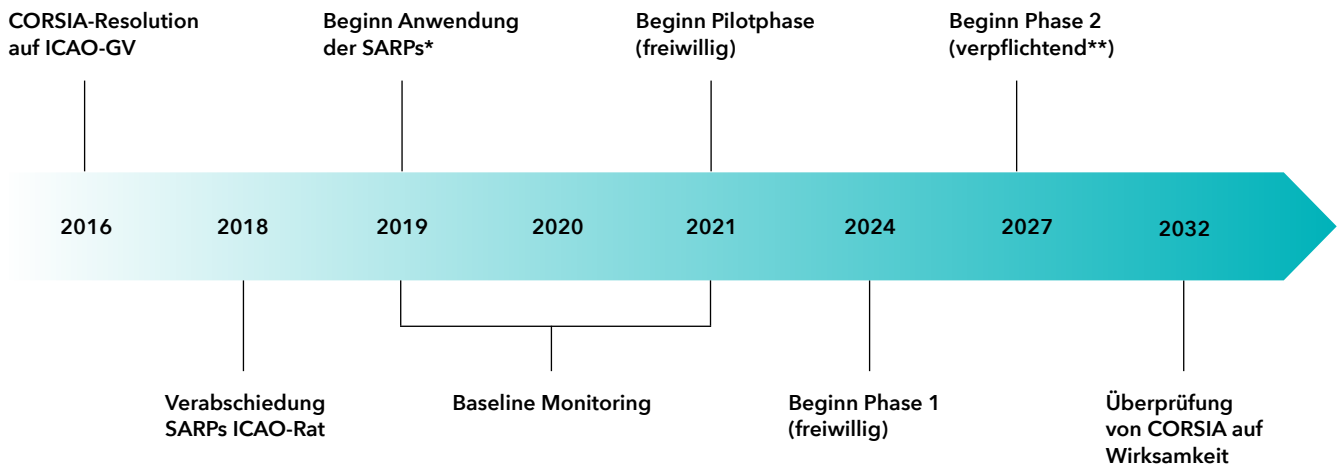 CORSIA-Resolution
auf ICAO-GV
Beginn Anwendung
der SARPs*
Beginn Pilotphase
(freiwillig)
Beginn Phase 2
(verpflichtend**)
2016
2018
2019
2020
2021
2024
2027
2032
Verabschiedung
SARPs ICAO-Rat
Baseline Monitoring
Beginn Phase 1
(freiwillig)
Überprüfung
von CORSIA auf
Wirksamkeit